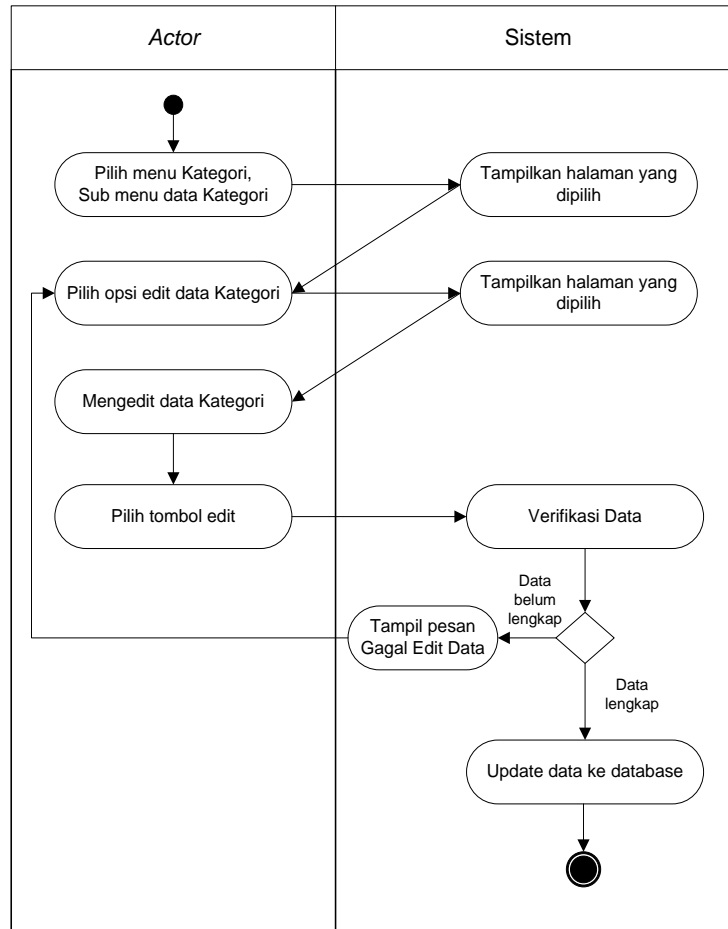 Actor
Sistem
Pilih menu Kategori,
Sub menu data Kategori
Tampilkan halaman yang
dipilih
Pilih opsi edit data Kategori
Tampilkan halaman yang
dipilih
Mengedit data Kategori
Pilih tombol edit
Verifikasi Data
Data
belum
lengkap
Tampil pesan
Gagal Edit Data
Data
lengkap
Update data ke database